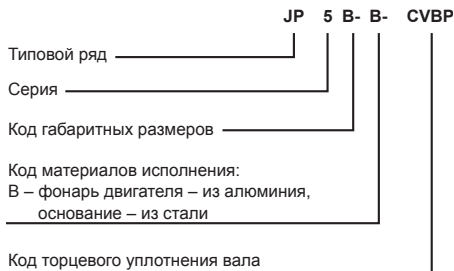 JP 5 B- B- CVBP
Типовой ряд
Серия
Код габаритных размеров
Код материалов исполнения:
B – фонарь двигателя – из алюминия,
основание – из стали
Код торцевого уплотнения вала